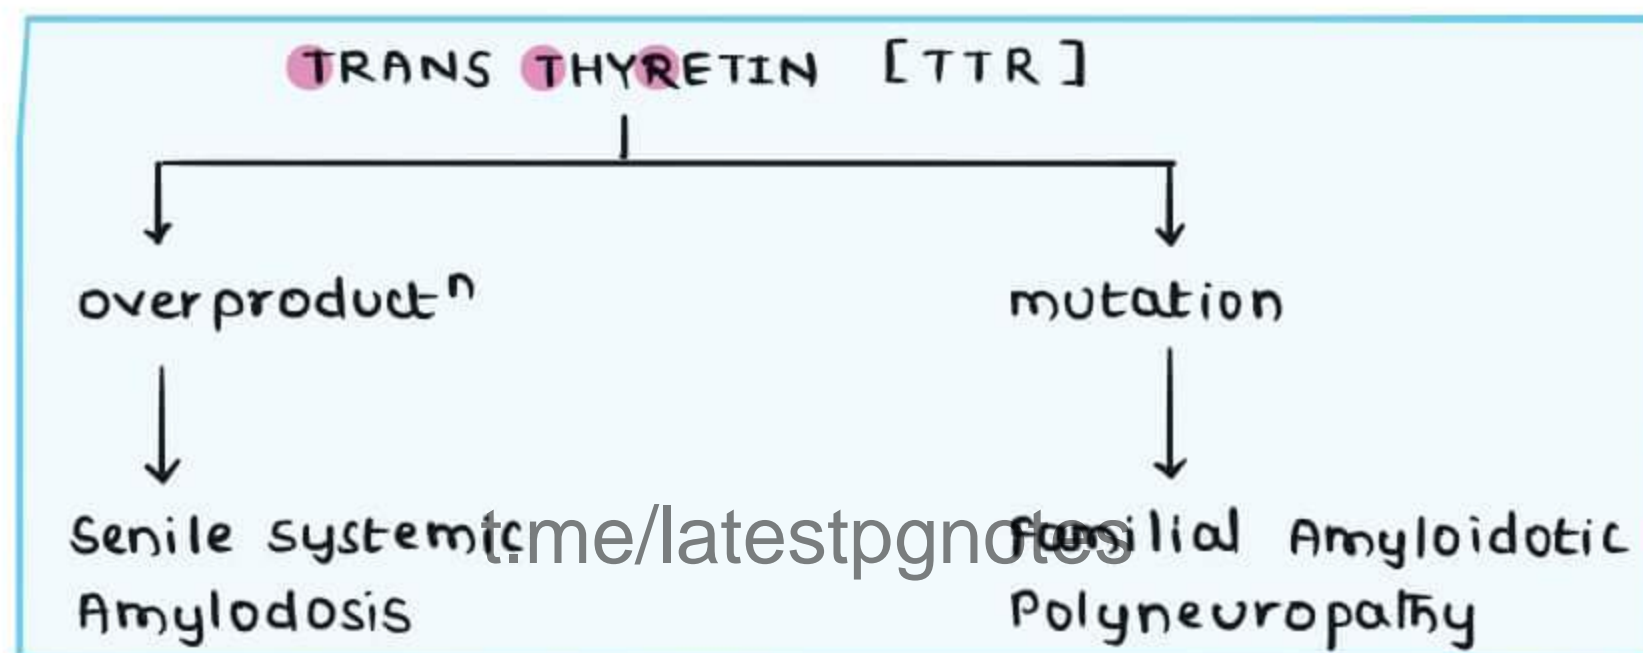 TRANS THYRETIN [TTR]
overproductⁿ mutation
Senile systemic familial Amyloidotic
t.me/latestpgnotes
Amylodosis Polyneuropathy